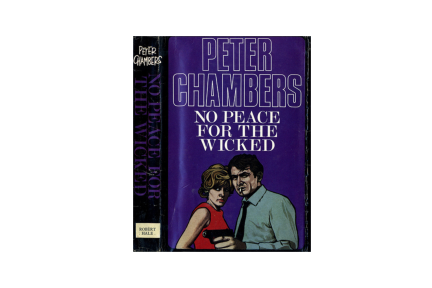 PETER
CHAMBERS
NO PEACE FOR
THE WICKED
ROBERT
HALE
PETER
CHAMBERS
NO PEACE
FOR THE
WICKED